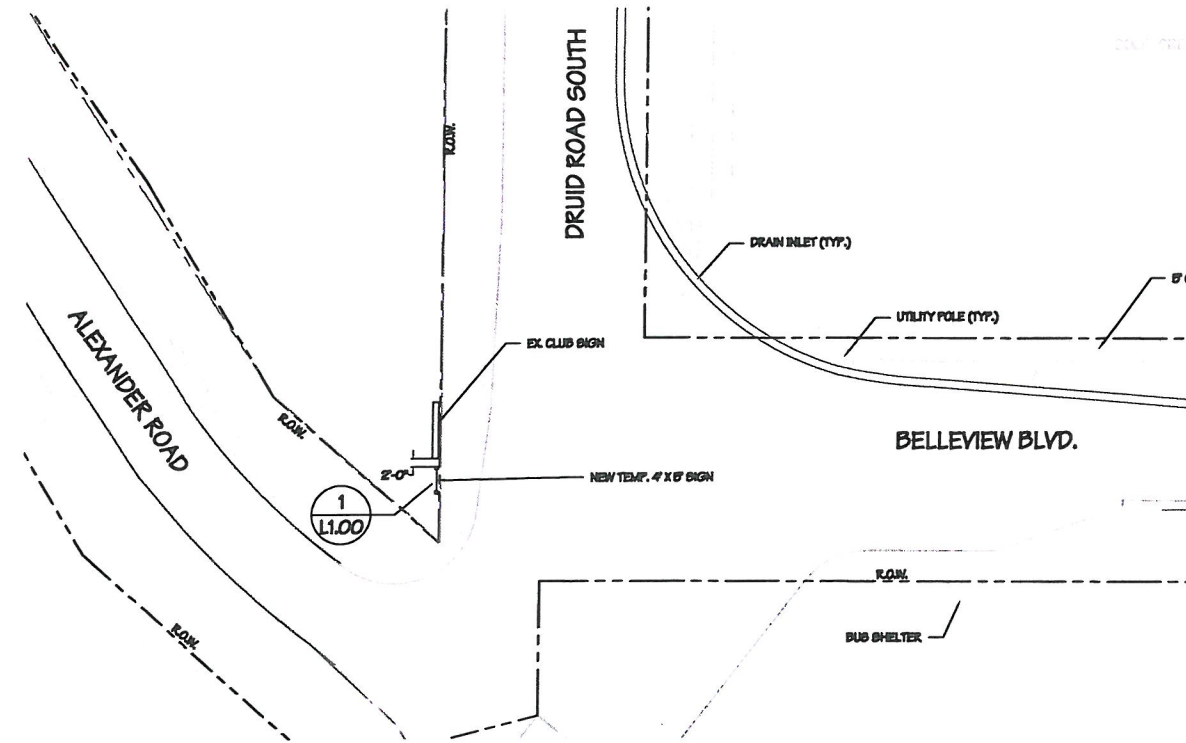 DRUID ROAD SOUTH
R.O.W.
DRAIN INLET (TYP.)
UTILITY POLE (TYP.)
ALEXANDER ROAD
EX. CLUB SIGN
R.O.W.
BELLEVIEW BLVD.
2'-0"
NEW TEMP. 4' X 8' SIGN
1
L1.00
R.O.W.
R.O.W.
BUS SHELTER